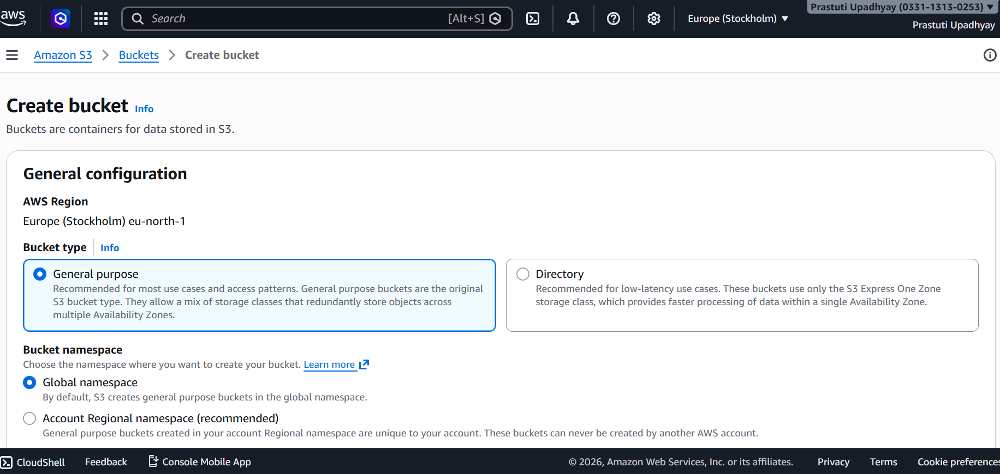 aws
Search
[Alt+S]
Europe (Stockholm)
Prastuti Upadhyay (0331-1313-0253)
Prastuti Upadhyay
Amazon S3
Buckets
Create bucket
Create bucket Info
Buckets are containers for data stored in S3.
General configuration
AWS Region
Europe (Stockholm) eu-north-1
Bucket type
Info
General purpose
Recommended for most use cases and access patterns. General purpose buckets are the original
S3 bucket type. They allow a mix of storage classes that redundantly store objects across
multiple Availability Zones.
Directory
Recommended for low-latency use cases. These buckets use only the S3 Express One Zone
storage class, which provides faster processing of data within a single Availability Zone.
Bucket namespace
Choose the namespace where you want to create your bucket. Learn more
Global namespace
By default, S3 creates general purpose buckets in the global namespace.
Account Regional namespace (recommended)
General purpose buckets created in your account Regional namespace are unique to your account. These buckets can never be created by another AWS account.
CloudShell
Feedback
Console Mobile App
© 2026, Amazon Web Services, Inc. or its affiliates.
Privacy
Terms
Cookie preferences